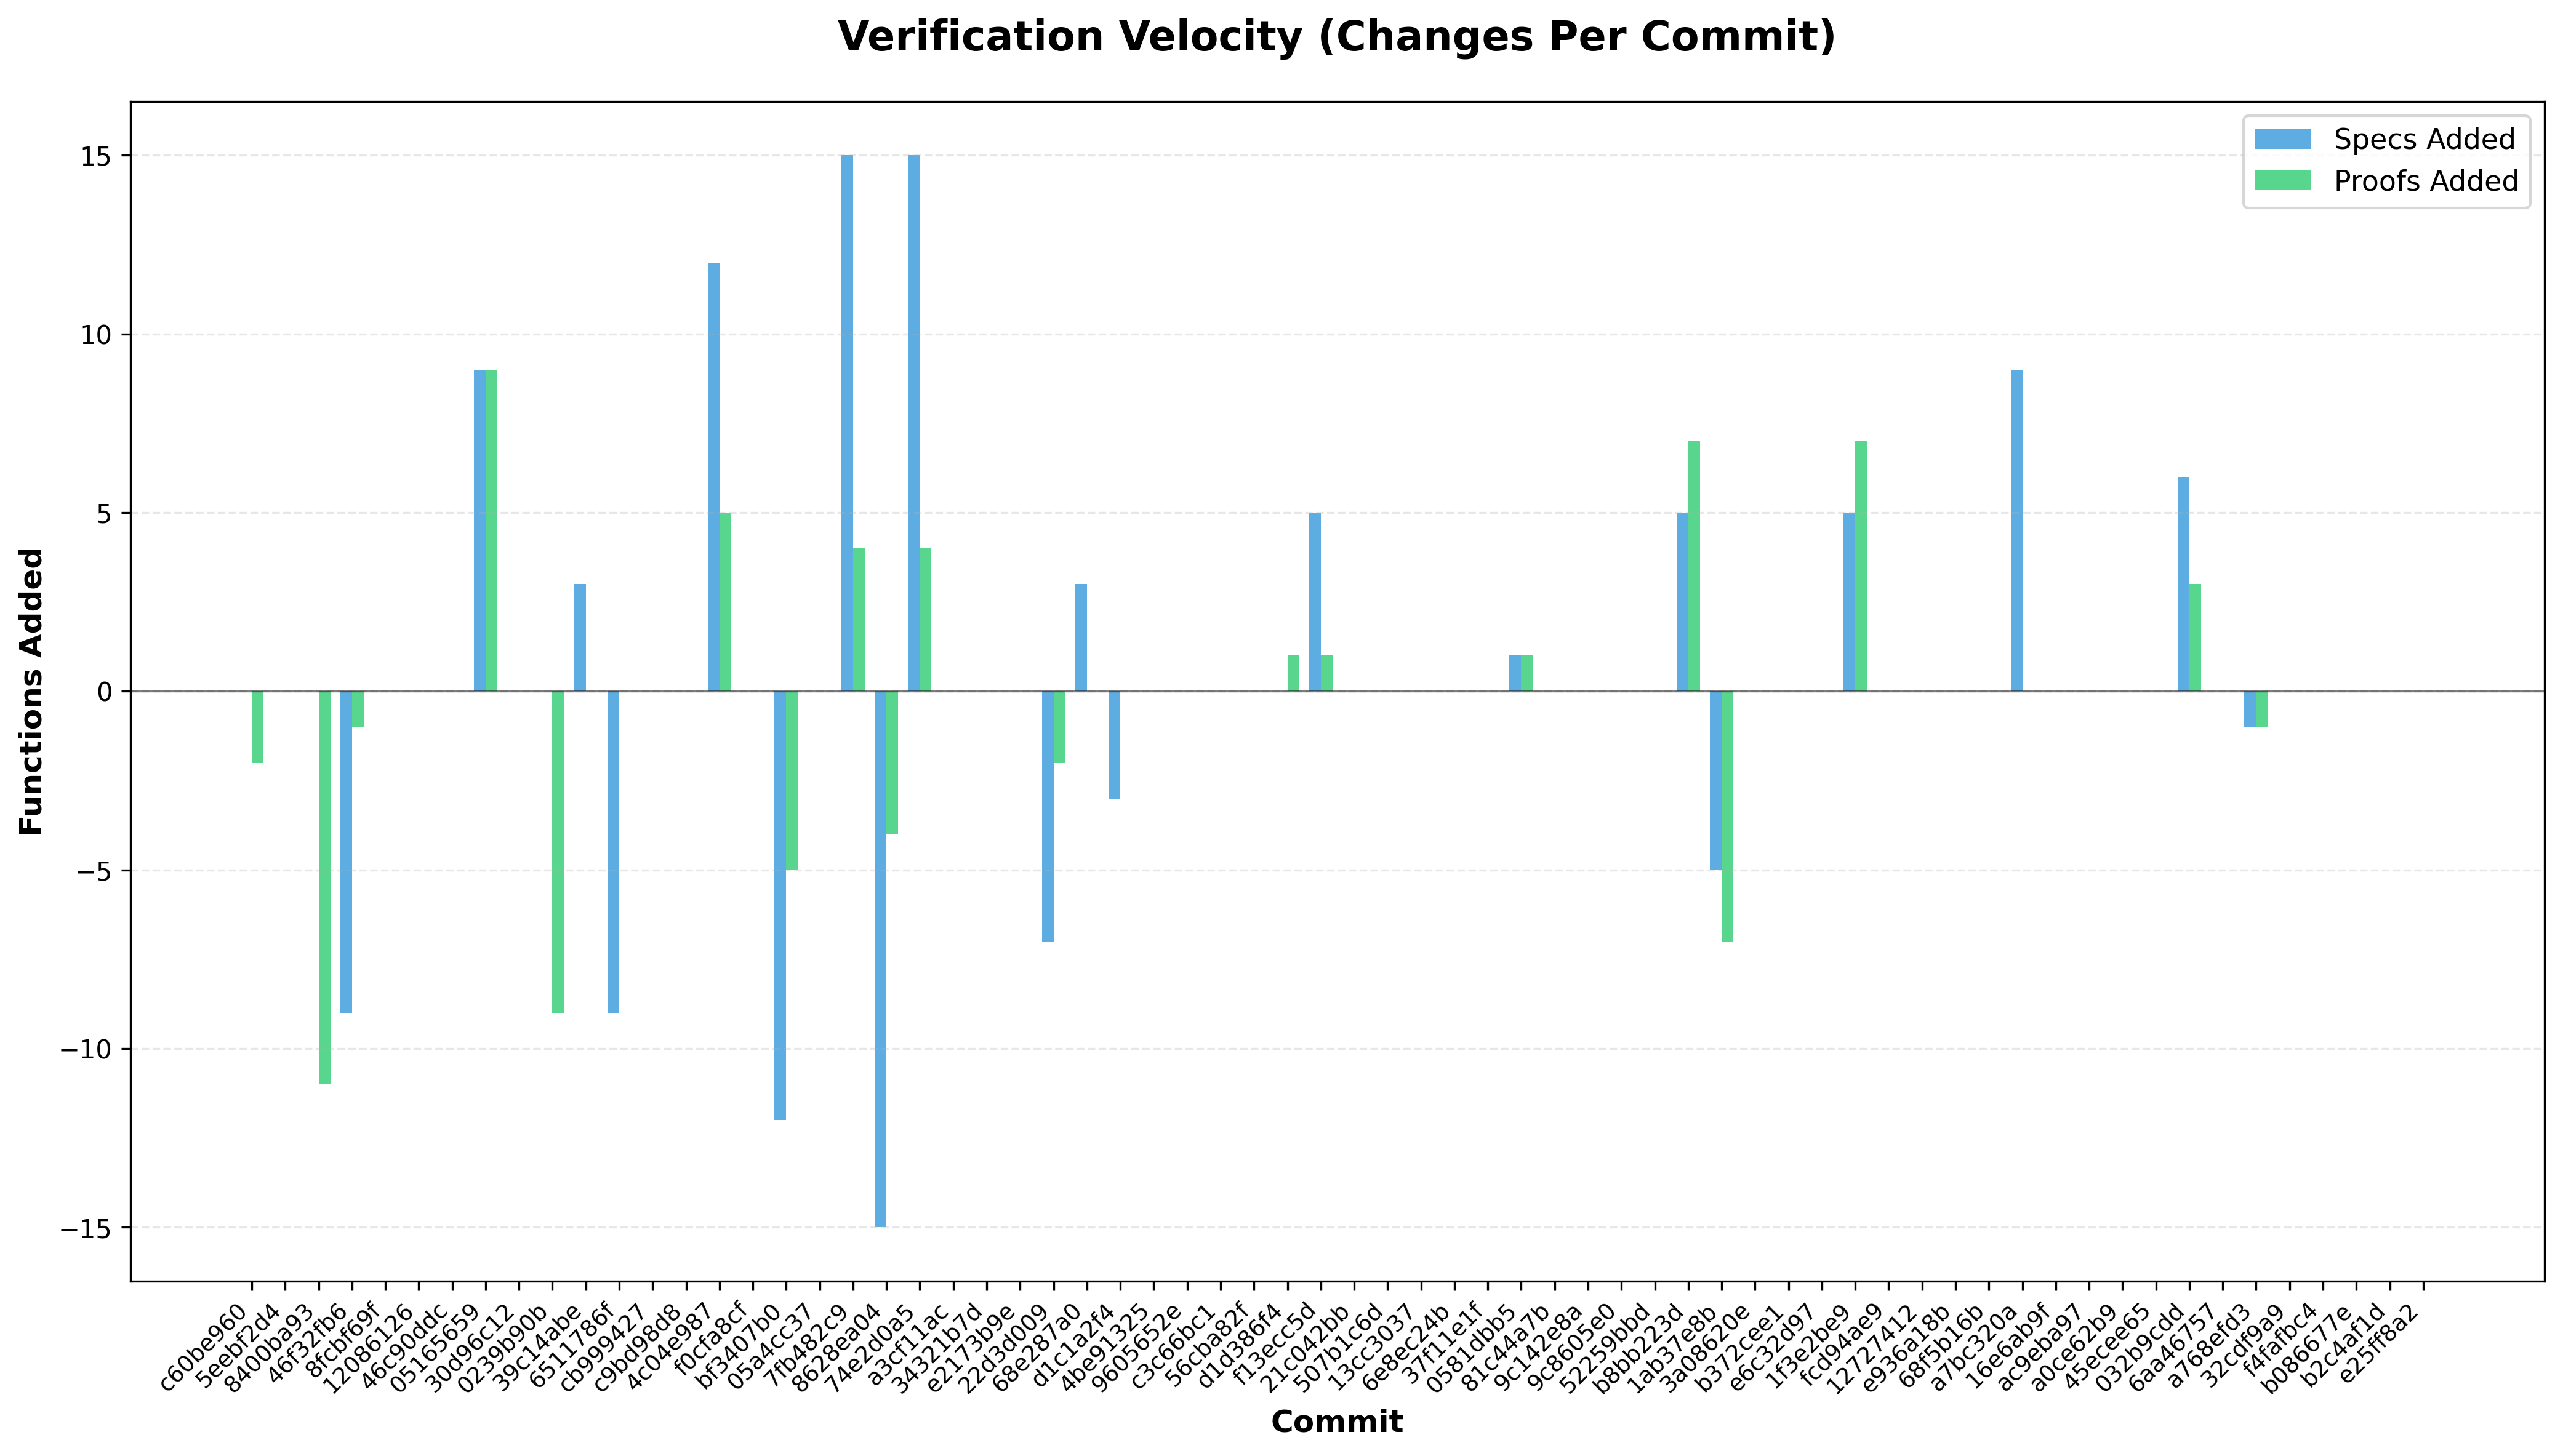 Verification Velocity (Changes Per Commit)
Specs Added
Proofs Added
Functions Added
15
10
5
0
−5
−10
−15
c60be960
5eebf2d4
8400ba93
46f32fb6
8fcbf69f
12086126
46c90ddc
05165659
30d96c12
0239b90b
39c14abe
6511786f
cb999427
c9bd98d8
4c04e987
f0cfa8cf
bf3407b0
05a4cc37
7fb482c9
8628ea04
74e2d0a5
a3cf11ac
34321b7d
e2173b9e
22d3d009
68e287a0
d1c1a2f4
4be91325
9605652e
c3c66bc1
56cba82f
d1d386f4
f13ecc5d
21c042bb
507b1c6d
13cc3037
6e8ec24b
37f11e1f
0581dbb5
81c44a7b
9c142e8a
9c8605e0
52259bbd
b8bb223d
1ab37e8b
3a08620e
b372cee1
e6c32d97
1f3e2be9
fcd94ae9
12727412
e936a18b
68f5b16b
a7bc320a
16e6ab9f
ac9eba97
a0ce62b9
45ecee65
032b9cdd
6aa46757
a768efd3
32cdf9a9
f4fafbc4
b086677e
b2c4af1d
e25ff8a2
Commit